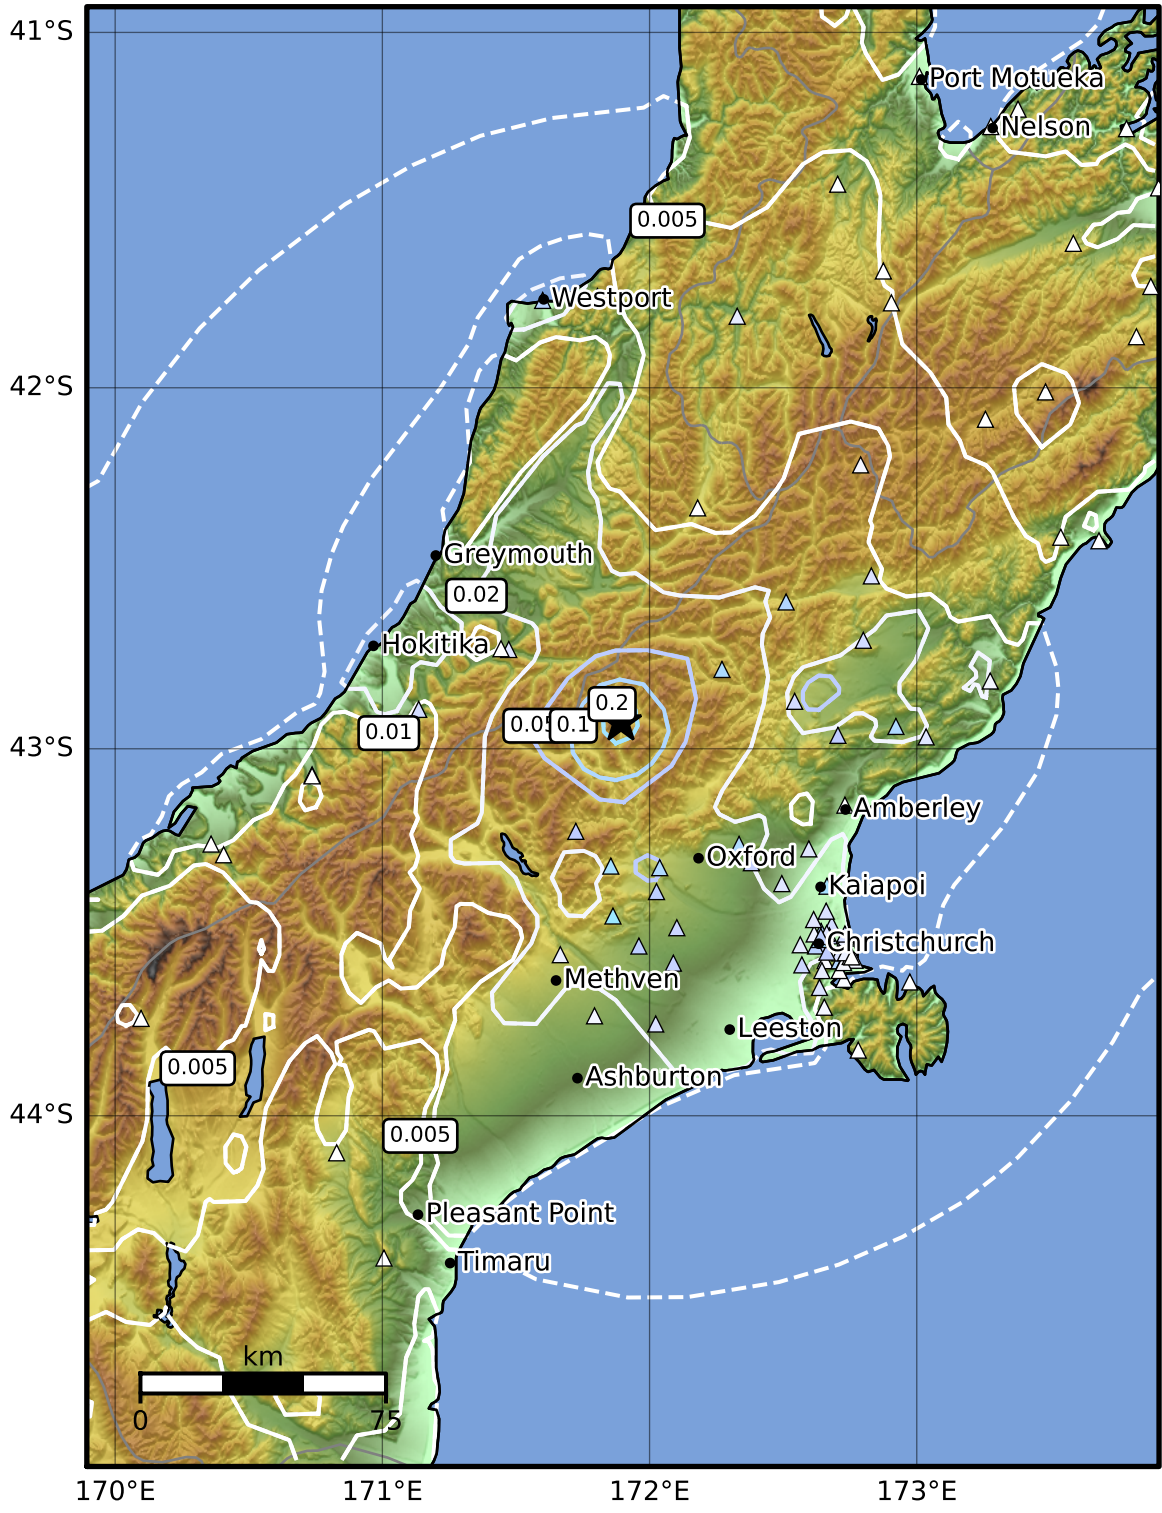 41°S
Port Motueka
Nelson
0.005
Westport
42°S
Greymouth
0.02
Hokitika
0.2
0.01
0.05
0.1
43°S
Amberley
Oxford
Kaiapoi
Christchurch
Methven
Leeston
0.005
Ashburton
44°S
0.005
Pleasant Point
Timaru
km
0
75
170°E
171°E
172°E
173°E